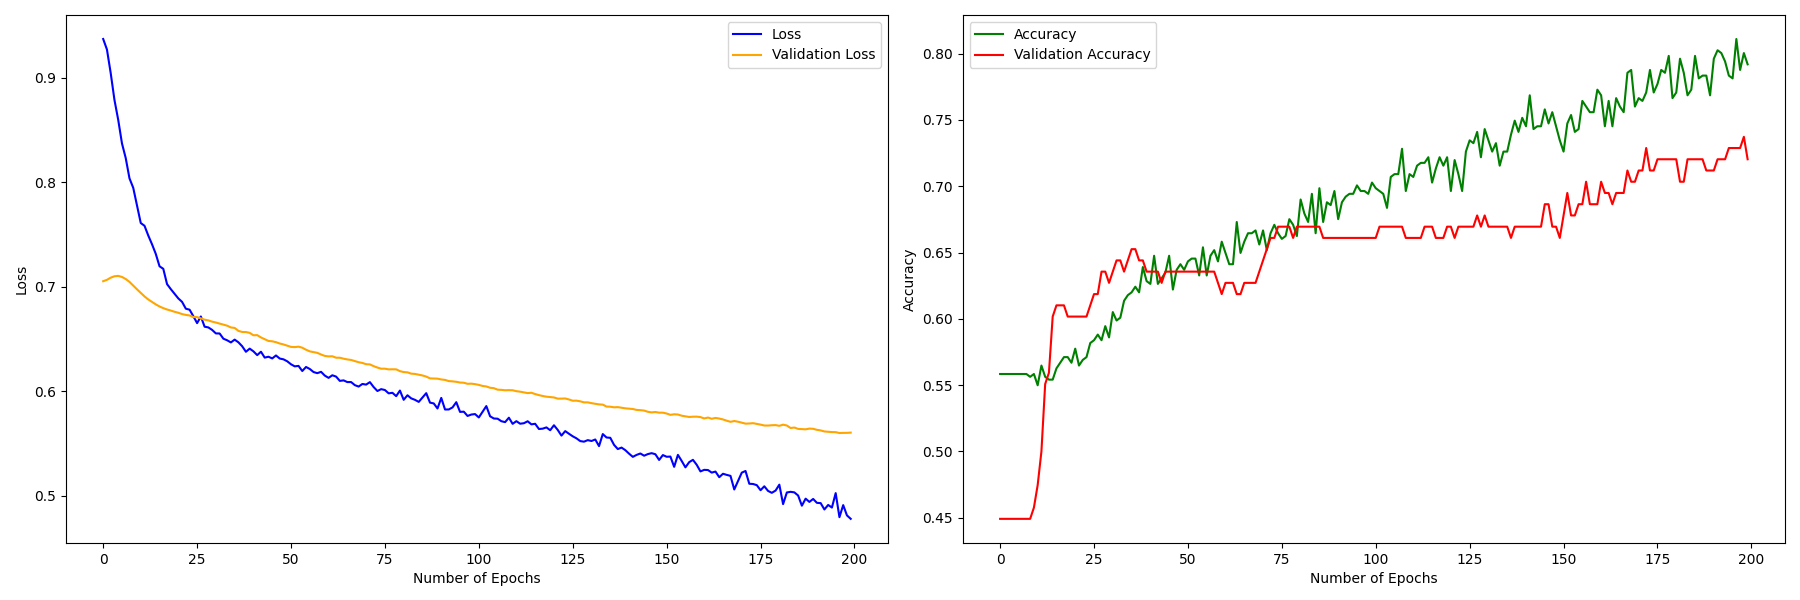 Loss
Validation Loss
0.9
0.8
0.7
0.6
0.5
Loss
0 25 50 75 100 125 150 175 200
Number of Epochs
Accuracy
Validation Accuracy
0.80
0.75
0.70
0.65
0.60
0.55
0.50
0.45
Accuracy
0 25 50 75 100 125 150 175 200
Number of Epochs